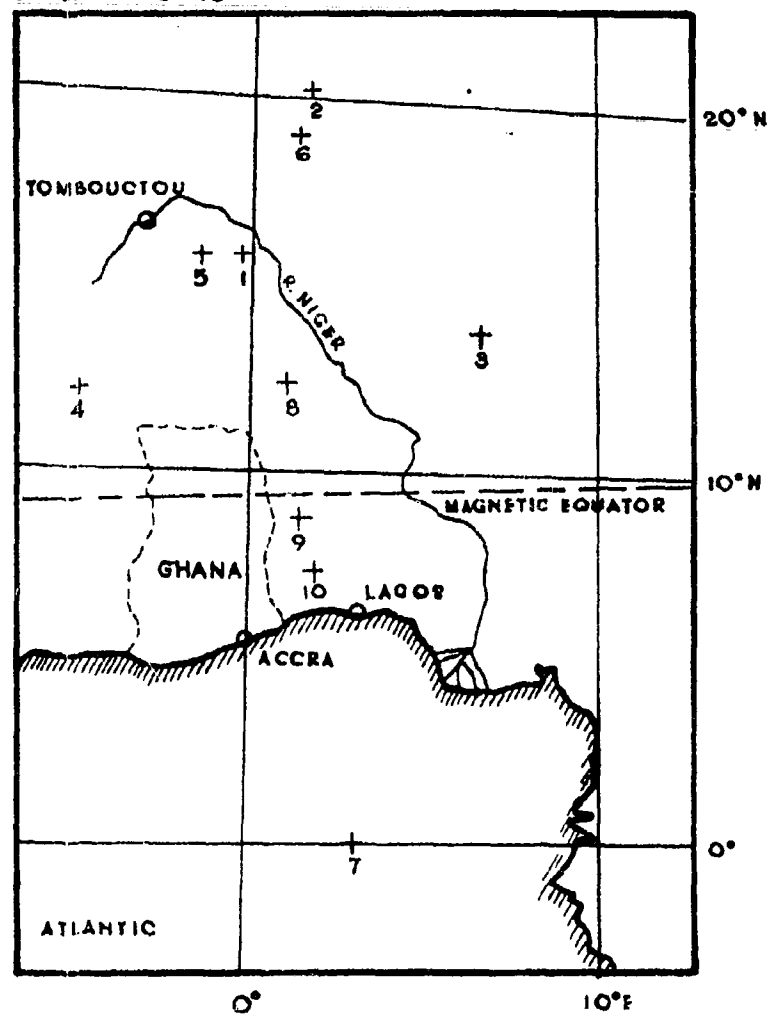 2
20° N
6
TOMBOUCTOU
5 1
R. NIGER
3
4 8
10° N
MAGNETIC EQUATOR
9
GHANA
10 LAGOS
ACCRA
7
0°
ATLANTIC
0° 10°E